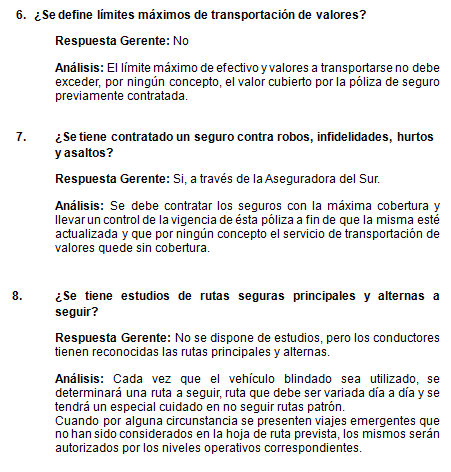 6. ¿Se define límites máximos de transportación de valores?
Respuesta Gerente: No
Análisis: El límite máximo de efectivo y valores a transportarse no debe
exceder, por ningún concepto, el valor cubierto por la póliza de seguro
previamente contratada.
7. ¿Se tiene contratado un seguro contra robos, infidelidades, hurtos
y asaltos?
Respuesta Gerente: Si, a través de la Aseguradora del Sur.
Análisis: Se debe contratar los seguros con la máxima cobertura y
llevar un control de la vigencia de ésta póliza a fin de que la misma esté
actualizada y que por ningún concepto el servicio de transportación de
valores quede sin cobertura.
8. ¿Se tiene estudios de rutas seguras principales y alternas a
seguir?
Respuesta Gerente: No se dispone de estudios, pero los conductores
tienen reconocidas las rutas principales y alternas.
Análisis: Cada vez que el vehículo blindado sea utilizado, se
determinará una ruta a seguir, ruta que debe ser variada día a día y se
tendrá un especial cuidado en no seguir rutas patrón.
Cuando por alguna circunstancia se presenten viajes emergentes que
no han sido considerados en la hoja de ruta prevista, los mismos serán
autorizados por los niveles operativos correspondientes.